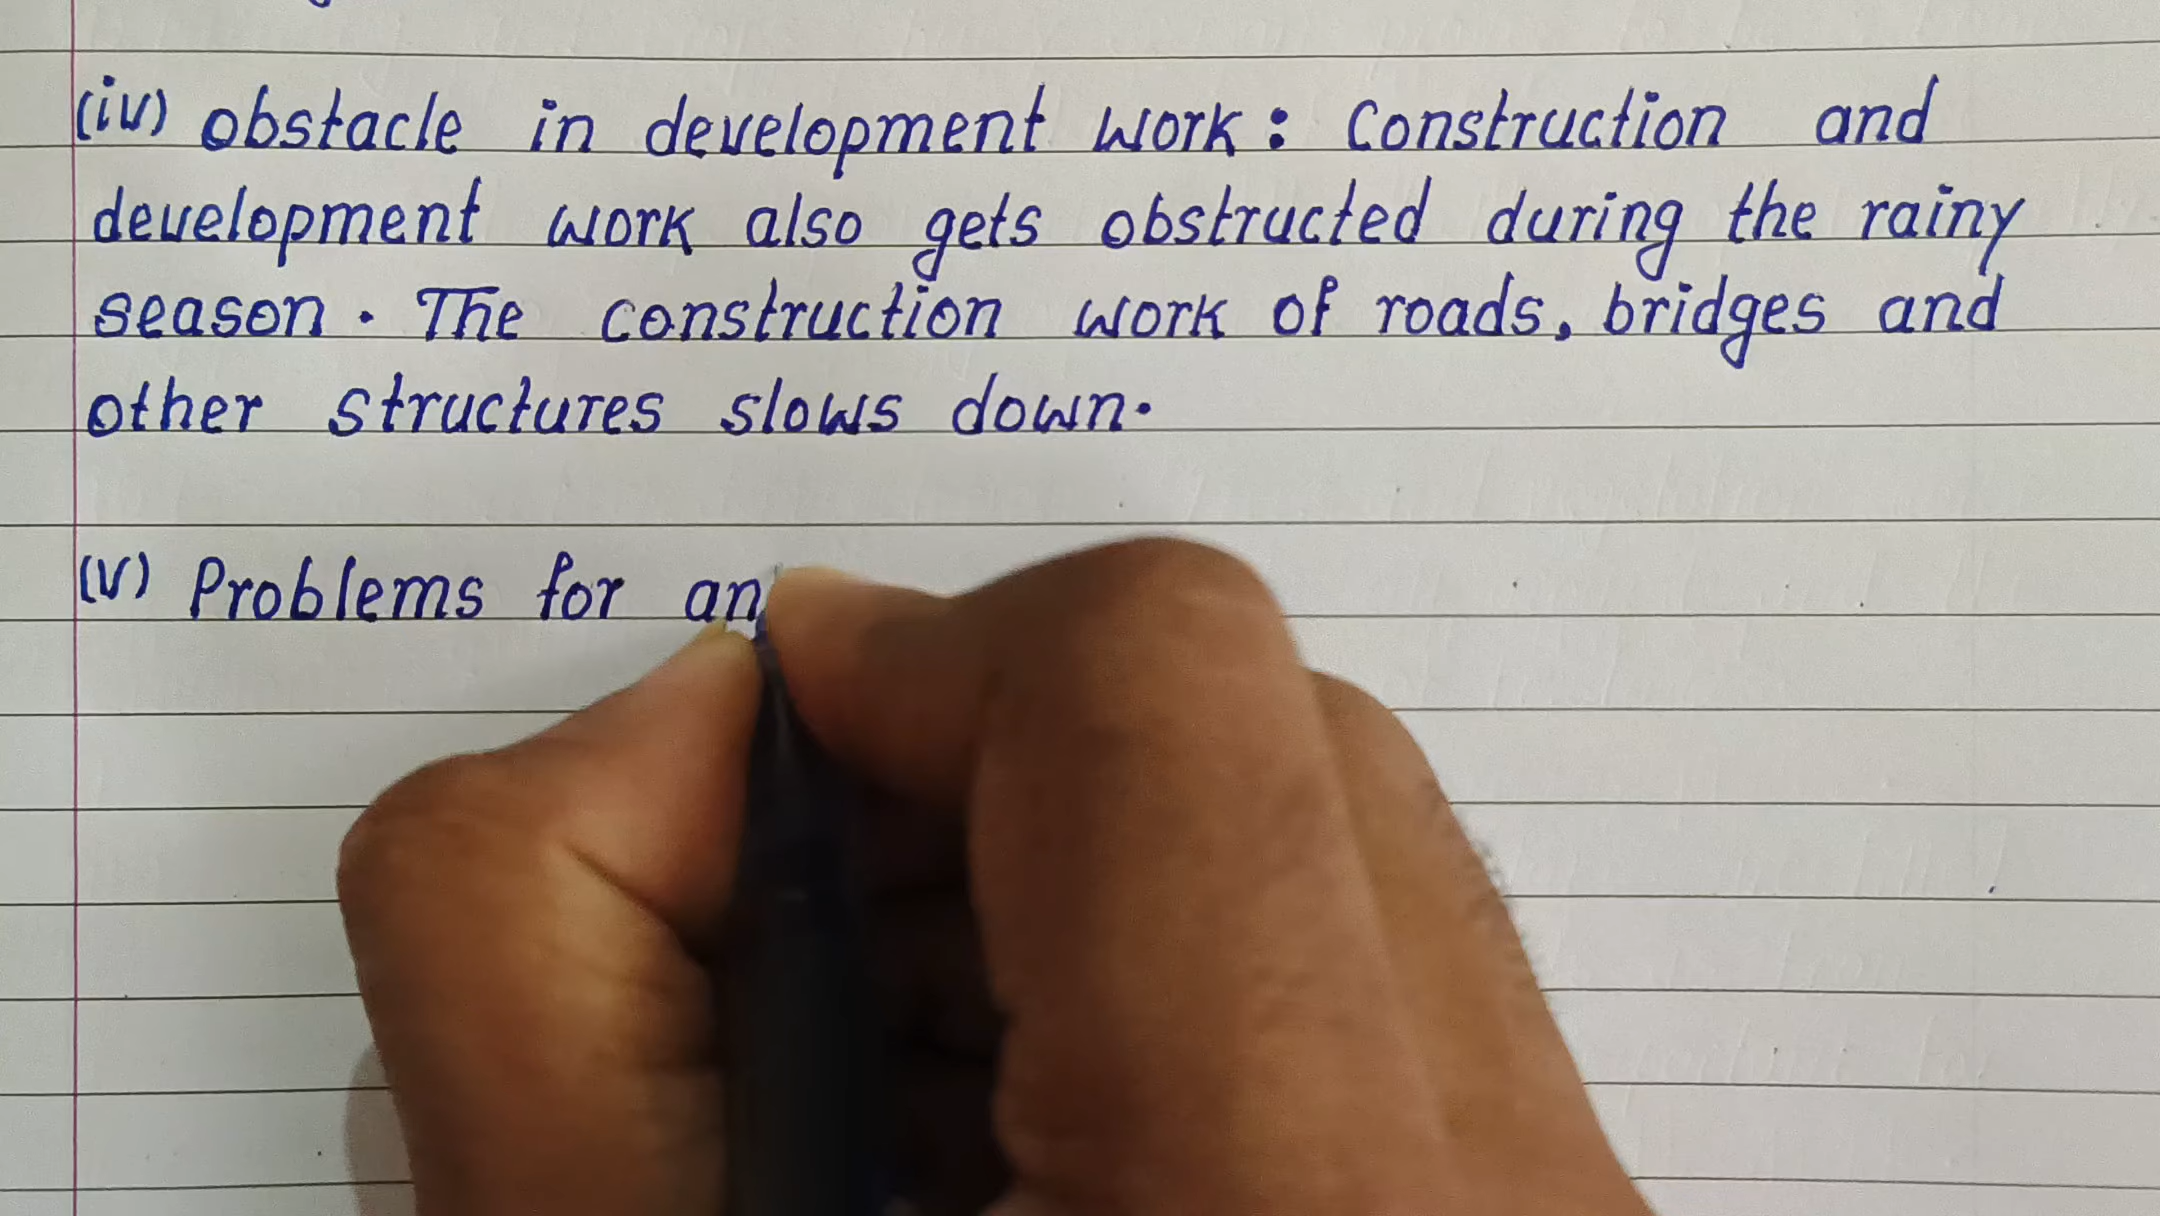 (iv) obstacle in development work: Construction and
development work also gets obstructed during the rainy
season. The construction work of roads, bridges and
other structures slows down.
(v) Problems for an